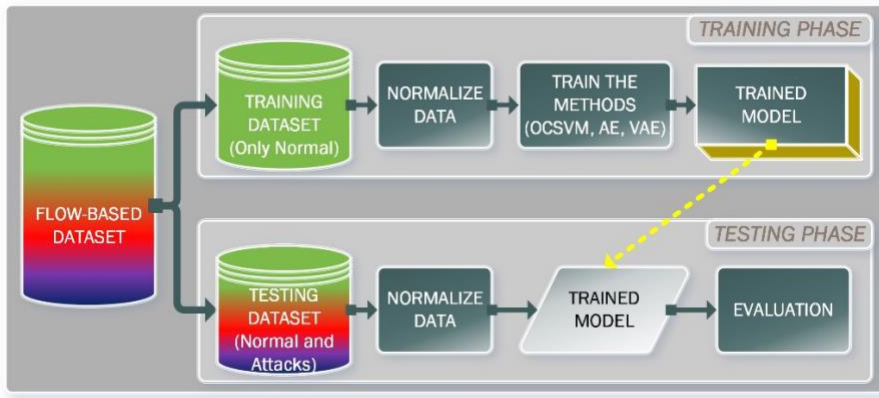 TRAINING PHASE
FLOW-BASED
DATASET
TRAINING
DATASET
(Only Normal)
NORMALIZE
DATA
TRAIN THE
METHODS
(OCSVM, AE, VAE)
TRAINED
MODEL
TESTING PHASE
TESTING
DATASET
(Normal and
Attacks)
NORMALIZE
DATA
TRAINED
MODEL
EVALUATION